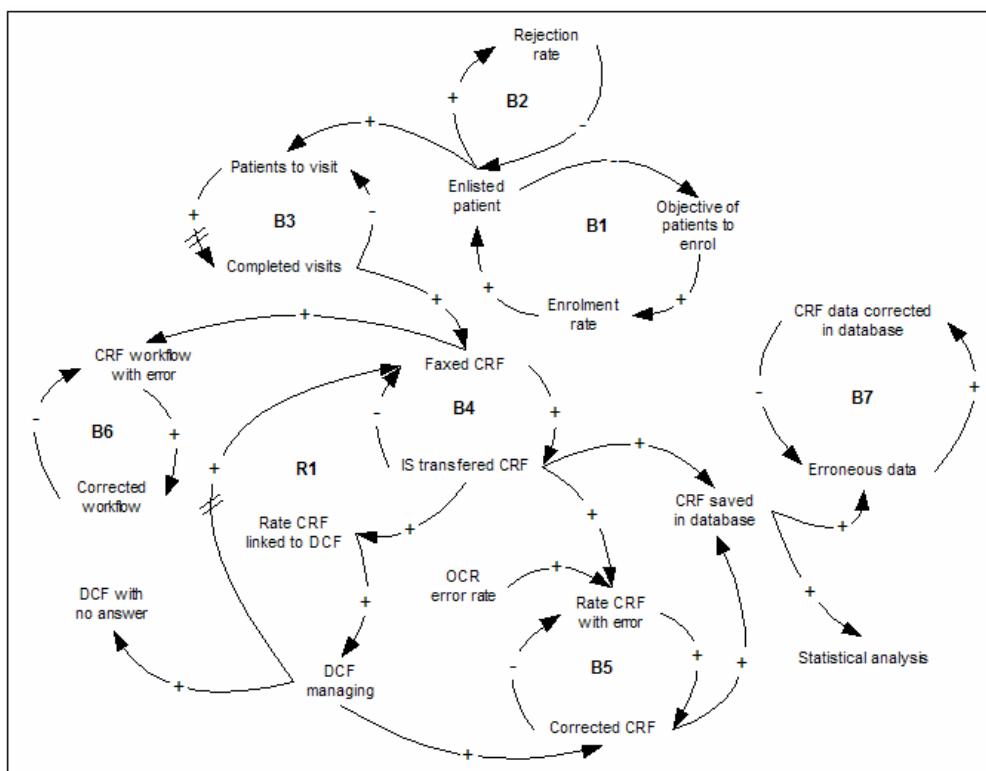 Rejection
rate
+
B2
-
+
Patients to visit
Enlisted
patient
--
Objective of
patients to
enrol
+
B3
-
B1
Completed visits
+
+
+
Enrolment
rate
+
CRF data corrected
in database
CRF workflow
with error
Faxed CRF
-
B7
+
-
B6
+
-
B4
+
Erroneous data
Corrected
workflow
+
R1
IS transfered CRF
+
CRF saved
in database
Rate CRF
linked to DCF
+
+
+
DCF with
no answer
+
OCR
error rate
+
Rate CRF
with error
+
Statistical analysis
DCF
managing
+
-
B5
+
+
Corrected CRF
+